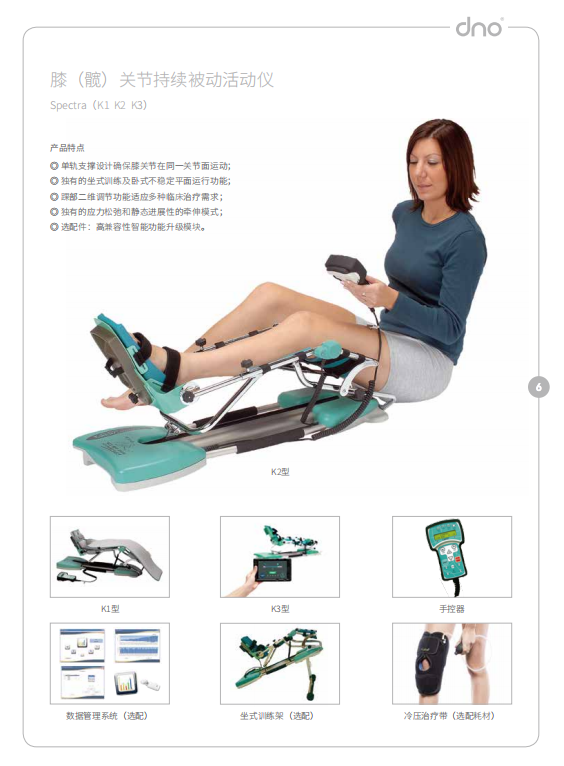 dno
膝（髋）关节持续被动活动仪
Spectra（K1 K2 K3）
产品特点
◎ 单轨支撑设计确保膝关节在同一关节面运动；
◎ 独有的坐式训练及卧式不稳定平面运行功能；
◎ 踝部二维调节功能适应多种临床治疗需求；
◎ 独有的应力松弛和静态进展性的牵伸模式；
◎ 选配件：高兼容性智能功能升级模块。
6
K2型
K1型
K3型
手控器
数据管理系统（选配）
坐式训练架（选配）
冷压治疗带（选配耗材）